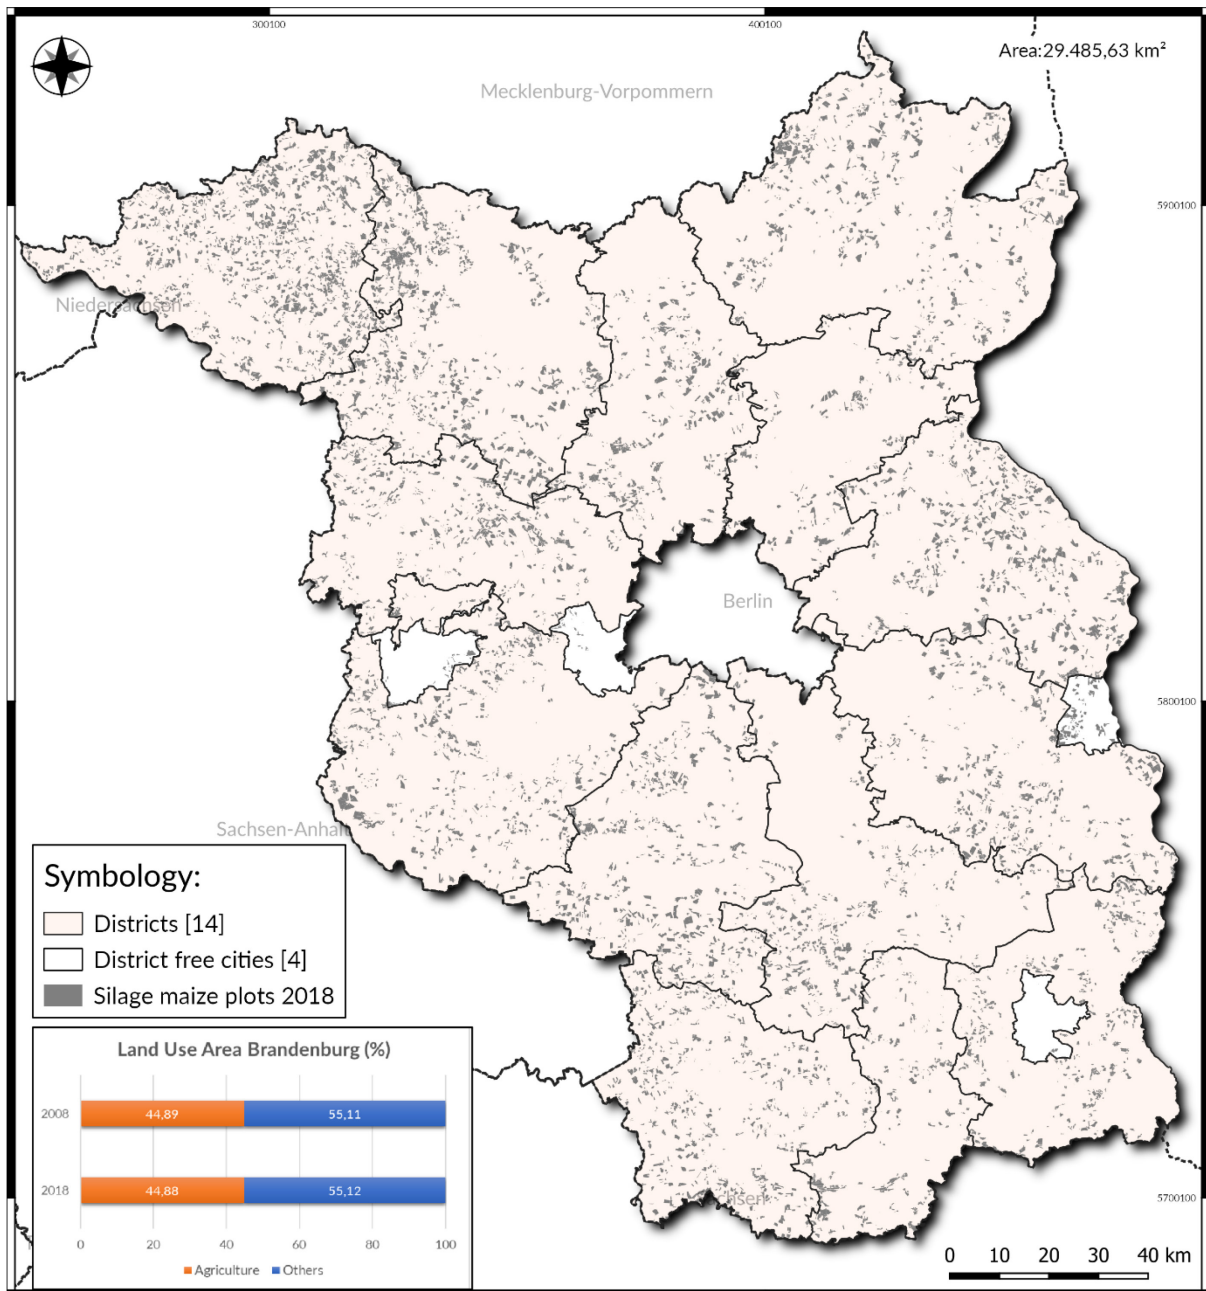 300100
400100
Area:29.485,63 km²
Mecklenburg-Vorpommern
5900100
Niedersachsen
Berlin
5800100
Sachsen-Anhalt
Symbology:
Districts [14]
District free cities [4]
Silage maize plots 2018
Land Use Area Brandenburg (%)
2008
44,89
55,11
2018
44,88
55,12
0 20 40 60 80 100
Agriculture Others
5700100
0 10 20 30 40 km